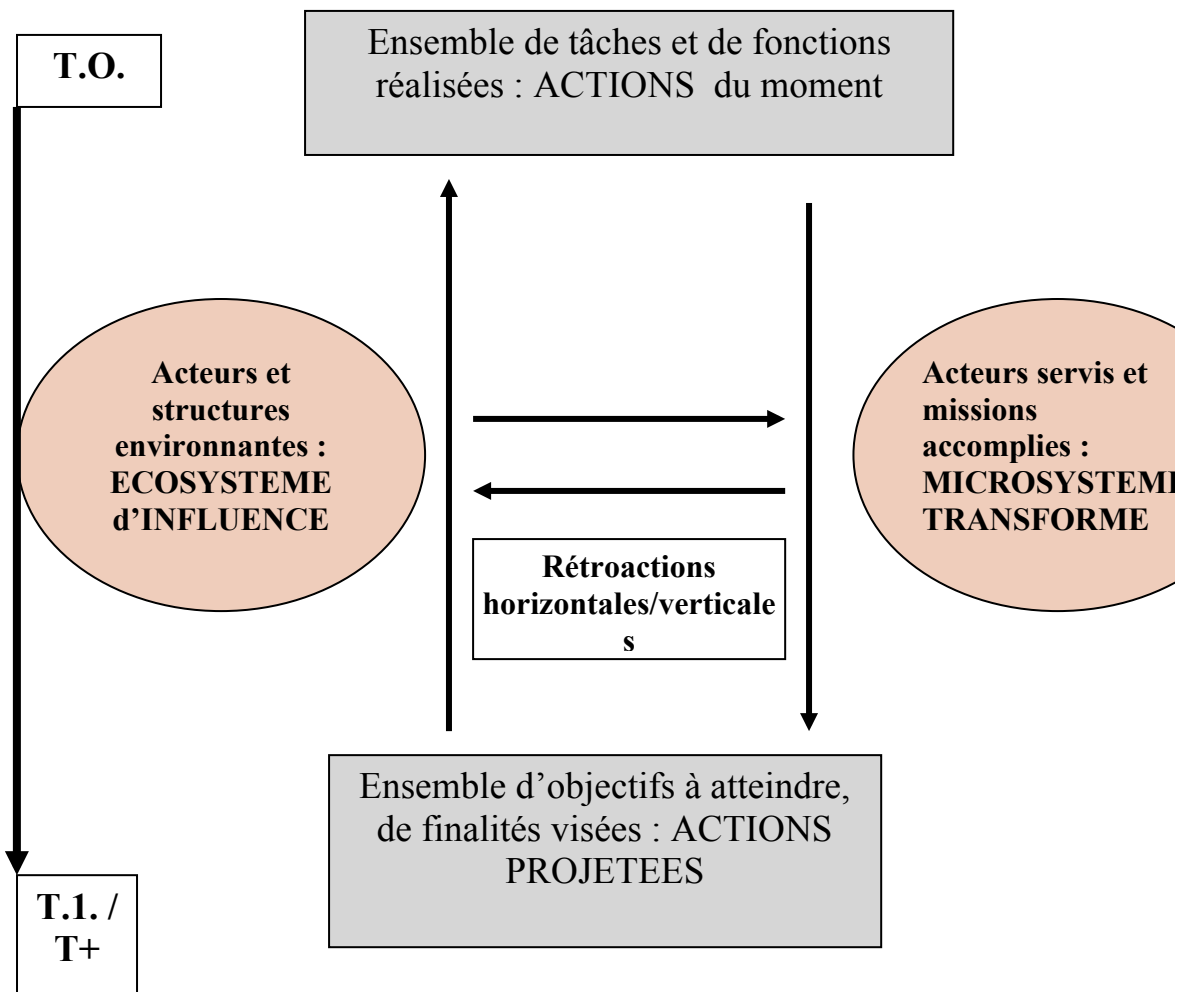 T.O.
Ensemble de tâches et de fonctions
réalisées : ACTIONS du moment
Acteurs et
structures
environnantes :
ECOSYSTEME
d’INFLUENCE
Acteurs servis et
missions
accomplies :
MICROSYSTEME
TRANSFORME
Rétroactions
horizontales/verticale
s
Ensemble d’objectifs à atteindre,
de finalités visées : ACTIONS
PROJETEES
T.1. /
T+